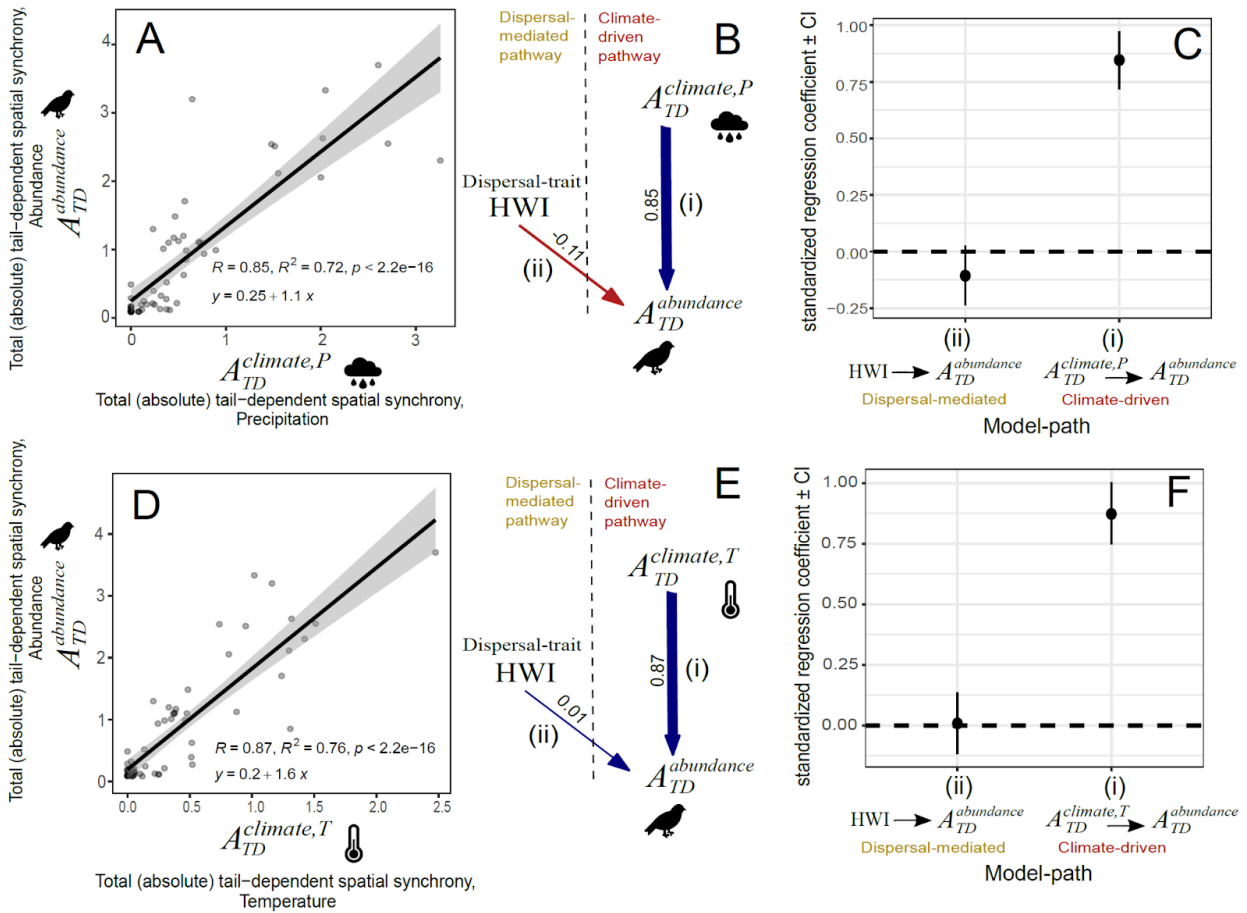 A
Total (absolute) tail−dependent spatial synchrony,
Abundance
A_TD^abundance
4
3
2
1
0
R = 0.85, R² = 0.72, p < 2.2e−16
y = 0.25 + 1.1 x
0
1
2
3
A_TD^climate,P
Total (absolute) tail−dependent spatial synchrony,
Precipitation
B
Dispersal-
mediated
pathway
Climate-
driven
pathway
A_TD^climate,P
Dispersal-trait
HWI
0.85
(i)
-0.11
(ii)
A_TD^abundance
C
standardized regression coefficient ± CI
1.00
0.75
0.50
0.25
0.00
−0.25
(ii)
(i)
HWI → A_TD^abundance
A_TD^climate,P → A_TD^abundance
Dispersal-mediated
Climate-driven
Model-path
D
Total (absolute) tail−dependent spatial synchrony,
Abundance
A_TD^abundance
4
3
2
1
0
R = 0.87, R² = 0.76, p < 2.2e−16
y = 0.2 + 1.6 x
0.0
0.5
1.0
1.5
2.0
2.5
A_TD^climate,T
Total (absolute) tail−dependent spatial synchrony,
Temperature
E
Dispersal-
mediated
pathway
Climate-
driven
pathway
A_TD^climate,T
Dispersal-trait
HWI
0.87
(i)
0.01
(ii)
A_TD^abundance
F
standardized regression coefficient ± CI
1.00
0.75
0.50
0.25
0.00
(ii)
(i)
HWI → A_TD^abundance
A_TD^climate,T → A_TD^abundance
Dispersal-mediated
Climate-driven
Model-path